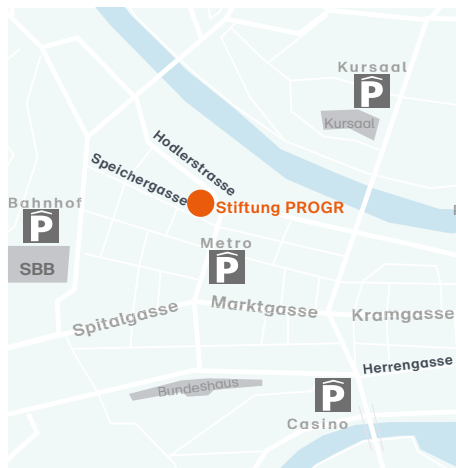 Kursaal
P
Kursaal
Hodlerstrasse
Speichergasse
Stiftung PROGR
Bahnhof
P
SBB
Metro
P
Spitalgasse
Marktgasse
Kramgasse
Herrengasse
Bundeshaus
P
Casino